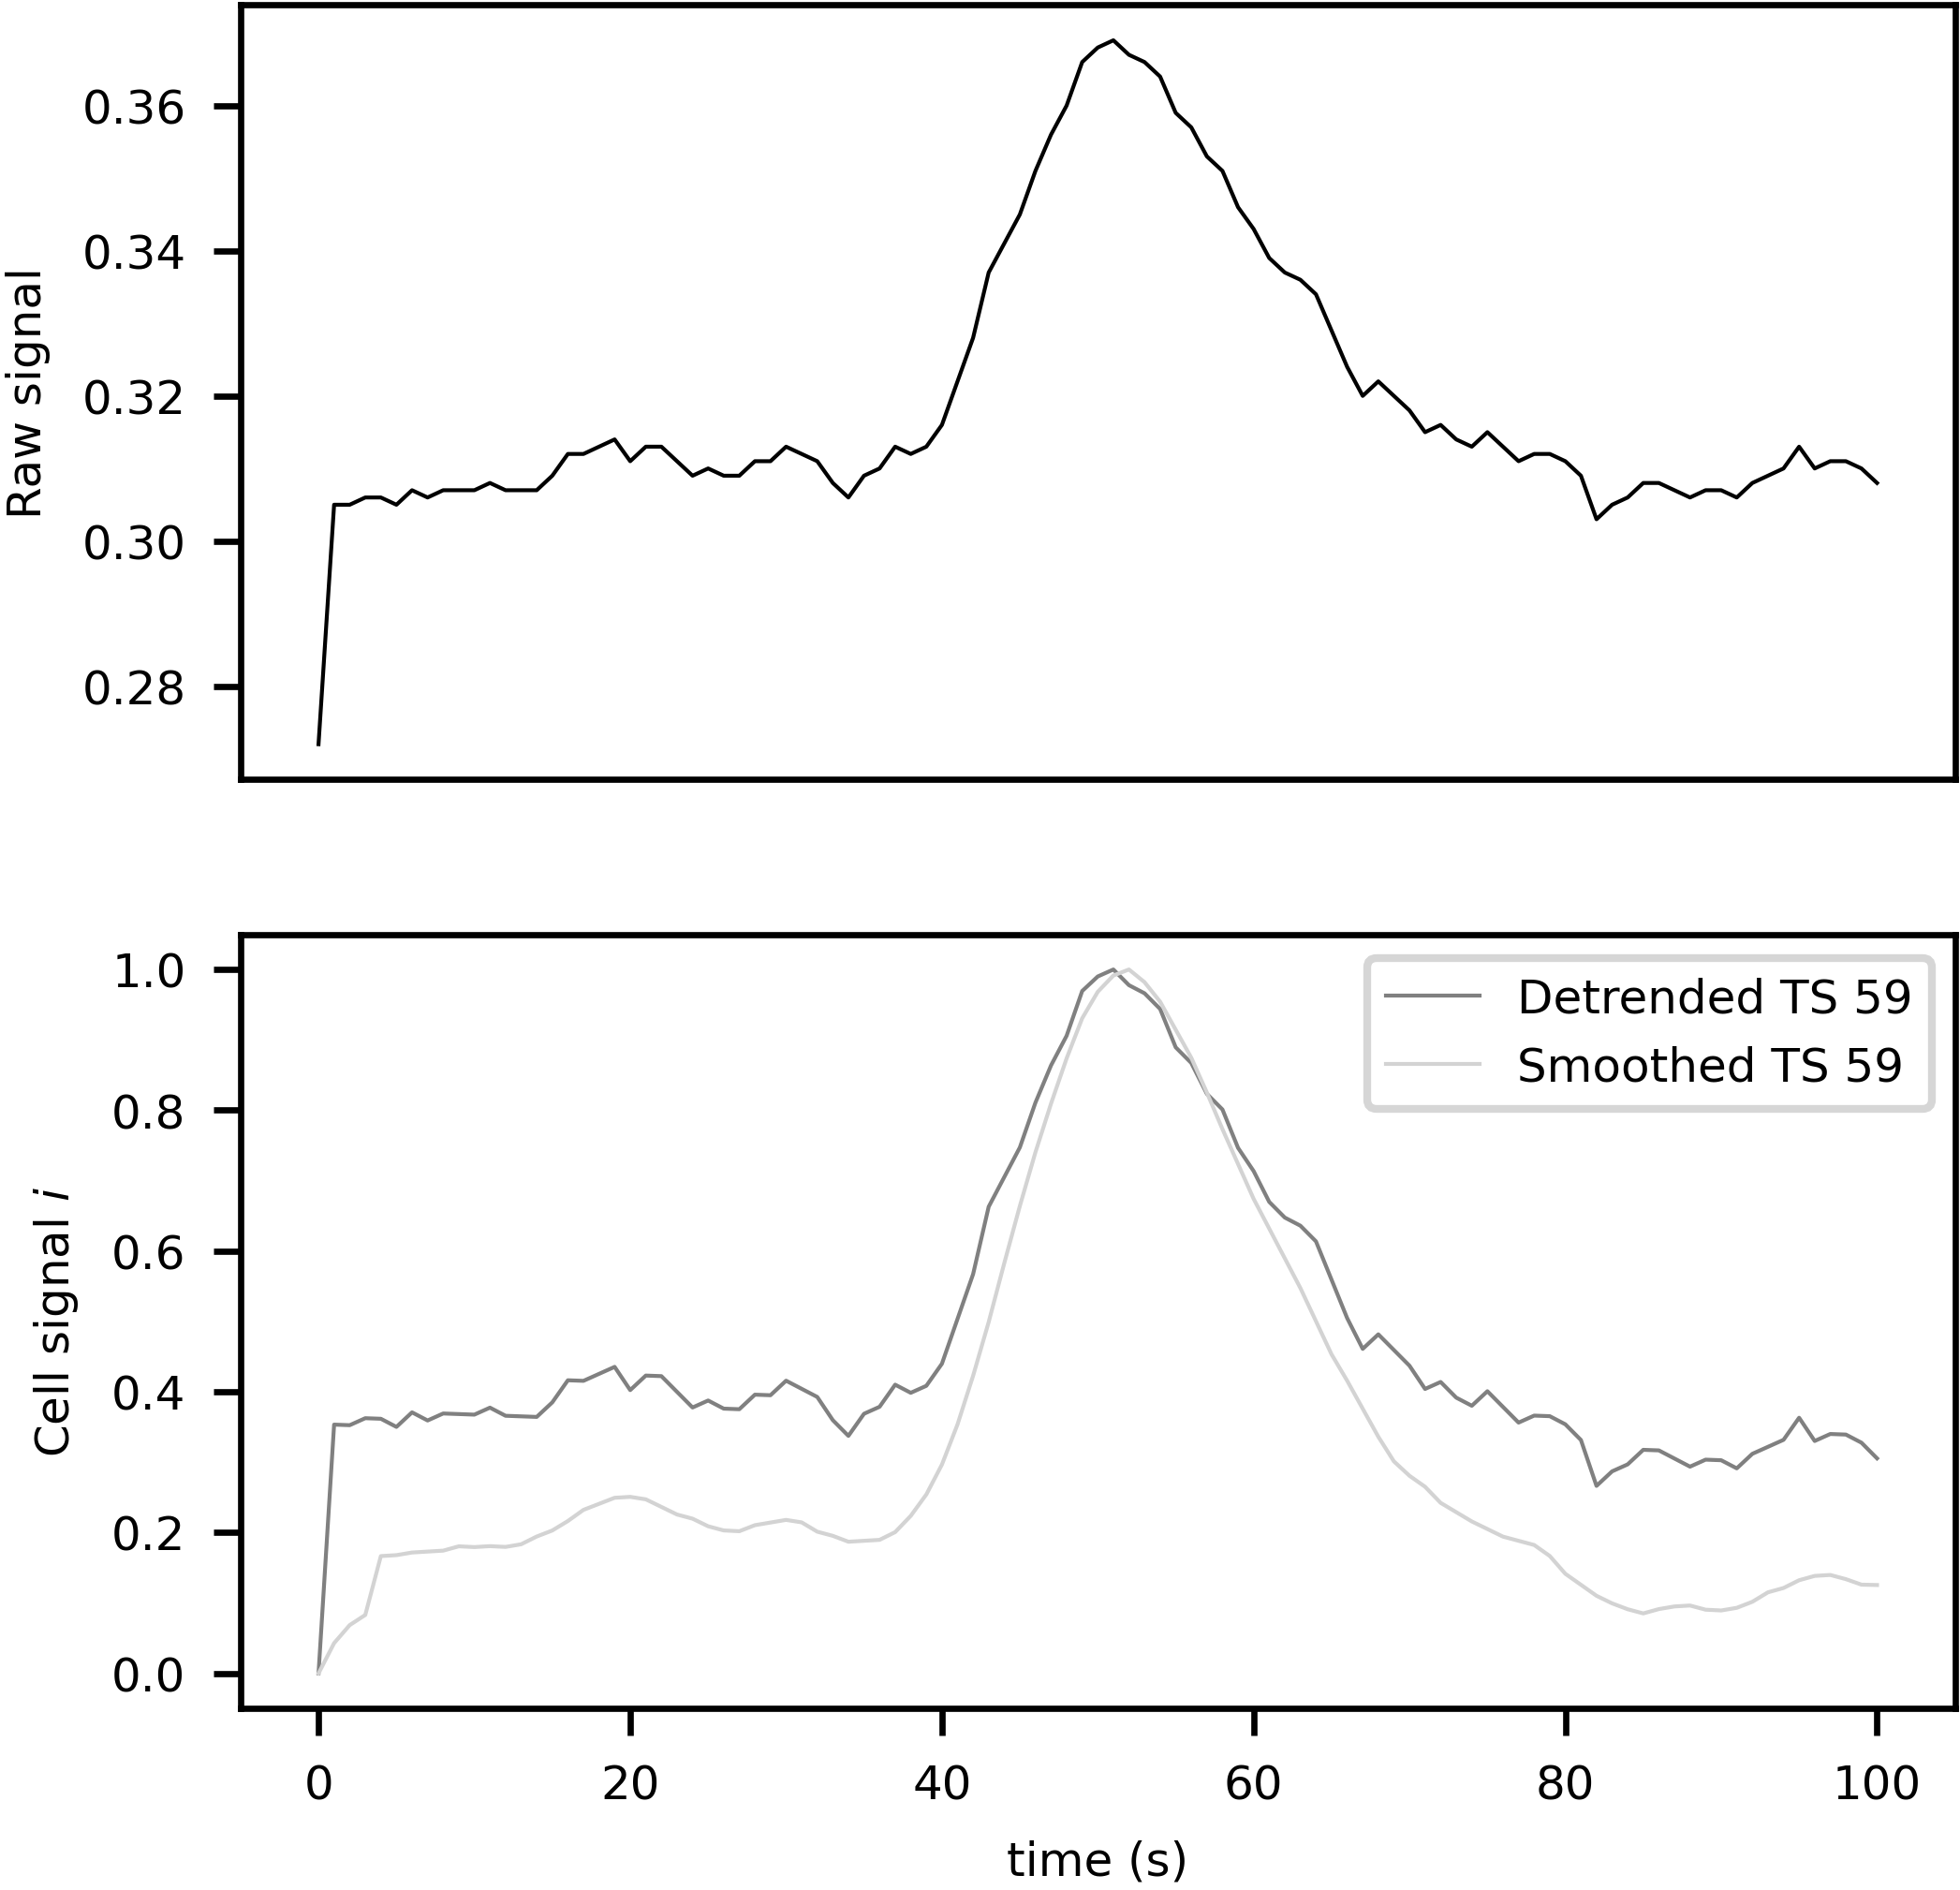 Raw signal
0.36
0.34
0.32
0.30
0.28
Cell signal i
1.0
0.8
0.6
0.4
0.2
0.0
Detrended TS 59
Smoothed TS 59
0 20 40 60 80 100
time (s)